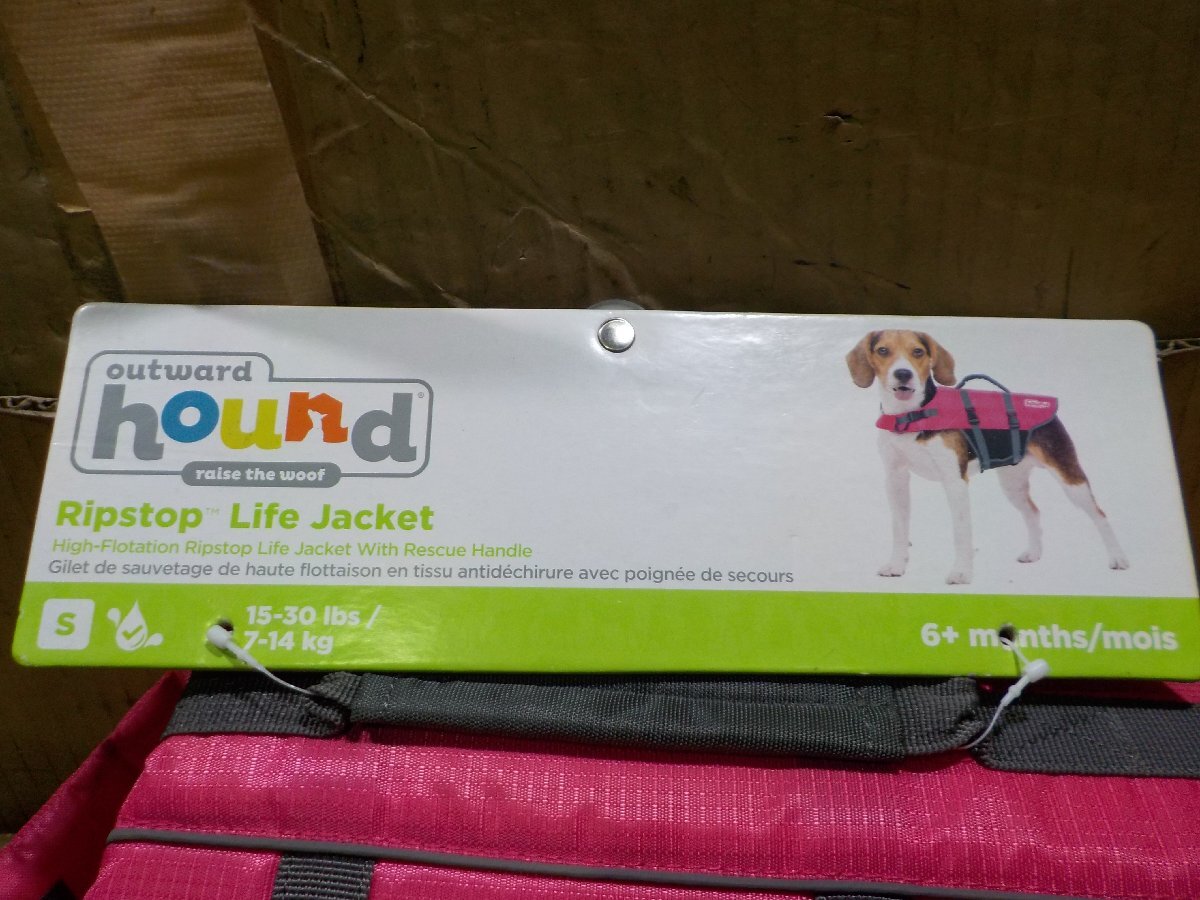 outward
hound®
raise the woof
Ripstop™ Life Jacket
High-Flotation Ripstop Life Jacket With Rescue Handle
Gilet de sauvetage de haute flottaison en tissu antidéchirure avec poignée de secours
S
15-30 lbs /
7-14 kg
6+ months/mois